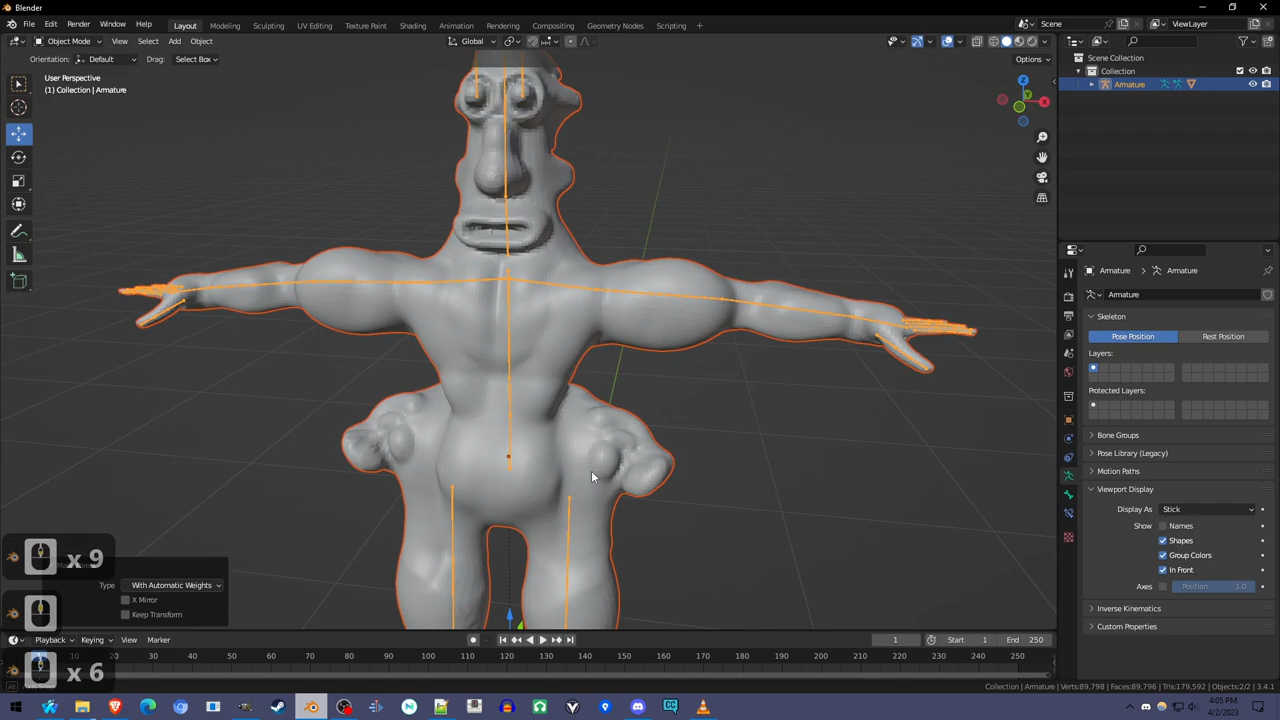 Blender
File Edit Render Window Help Layout Modeling Sculpting UV Editing Texture Paint Shading Animation Rendering Compositing Geometry Nodes Scripting + Scene ViewLayer
Object Mode View Select Add Object Global
Orientation: Default Drag: Select Box Options
User Perspective
(1) Collection | Armature
Z
X
Scene Collection
Collection
Armature
Armature Armature
Armature
Skeleton
Pose Position Rest Position
Layers:
Protected Layers:
Bone Groups
Pose Library (Legacy)
Motion Paths
Viewport Display
Display As Stick
Show Names
Shapes
Group Colors
In Front
Axes Position 1.0
Inverse Kinematics
Custom Properties
x 9
Type With Automatic Weights
X Mirror
Keep Transform
Playback Keying View Marker 1 Start 1 End 250
10 20 30 40 50 60 70 80 90 100 110 120 130 140 150 160 170 180 190 200 210 220 230 240 250
x 6
Collection | Armature Verts:89,798 | Faces:89,796 | Tris:179,592 | Objects:2/2 | 3.4.1
4:05 PM
4/2/2023